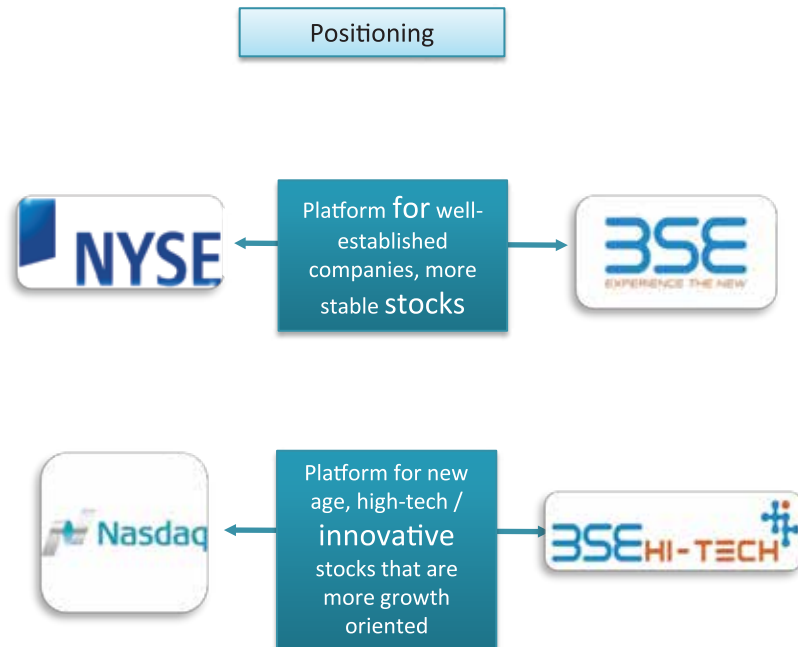 Positioning
NYSE
Platform for well-
established
companies, more
stable stocks
BSE
EXPERIENCE THE NEW
Nasdaq
Platform for new
age, high-tech /
innovative
stocks that are
more growth
oriented
BSE HI-TECH